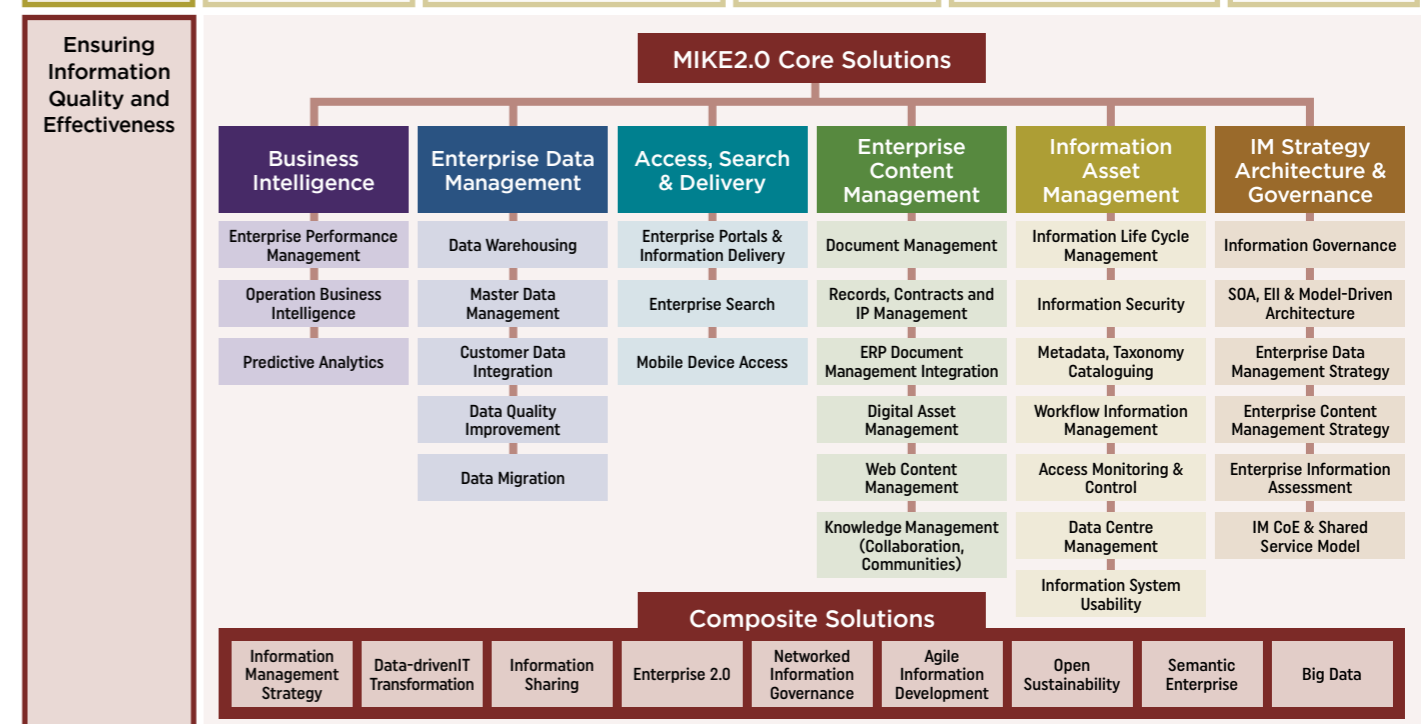 Ensuring
Information
Quality and
Effectiveness
MIKE2.0 Core Solutions
Business
Intelligence
Enterprise Performance
Management
Operation Business
Intelligence
Predictive Analytics
Enterprise Data
Management
Data Warehousing
Master Data
Management
Customer Data
Integration
Data Quality
Improvement
Data Migration
Access, Search
& Delivery
Enterprise Portals &
Information Delivery
Enterprise Search
Mobile Device Access
Enterprise
Content
Management
Document Management
Records, Contracts and
IP Management
ERP Document
Management Integration
Digital Asset
Management
Web Content
Management
Knowledge Management
(Collaboration,
Communities)
Information
Asset
Management
Information Life Cycle
Management
Information Security
Metadata, Taxonomy
Cataloguing
Workflow Information
Management
Access Monitoring &
Control
Data Centre
Management
Information System
Usability
IM Strategy
Architecture &
Governance
Information Governance
SOA, EII & Model-Driven
Architecture
Enterprise Data
Management Strategy
Enterprise Content
Management Strategy
Enterprise Information
Assessment
IM CoE & Shared
Service Model
Composite Solutions
Information
Management
Strategy
Data-drivenIT
Transformation
Information
Sharing
Enterprise 2.0
Networked
Information
Governance
Agile
Information
Development
Open
Sustainability
Semantic
Enterprise
Big Data